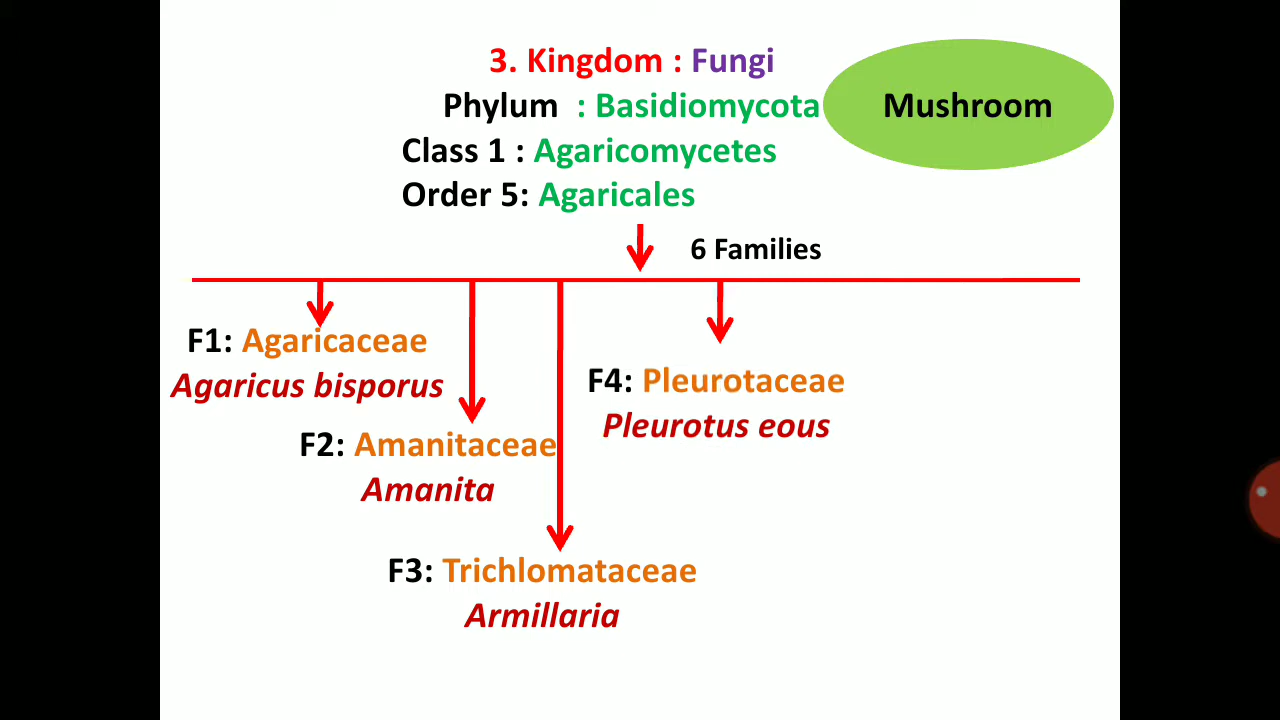 3. Kingdom : Fungi
Phylum : Basidiomycota
Mushroom
Class 1 : Agaricomycetes
Order 5: Agaricales
6 Families
F1: Agaricaceae
Agaricus bisporus
F2: Amanitaceae
Amanita
F3: Trichlomataceae
Armillaria
F4: Pleurotaceae
Pleurotus eous